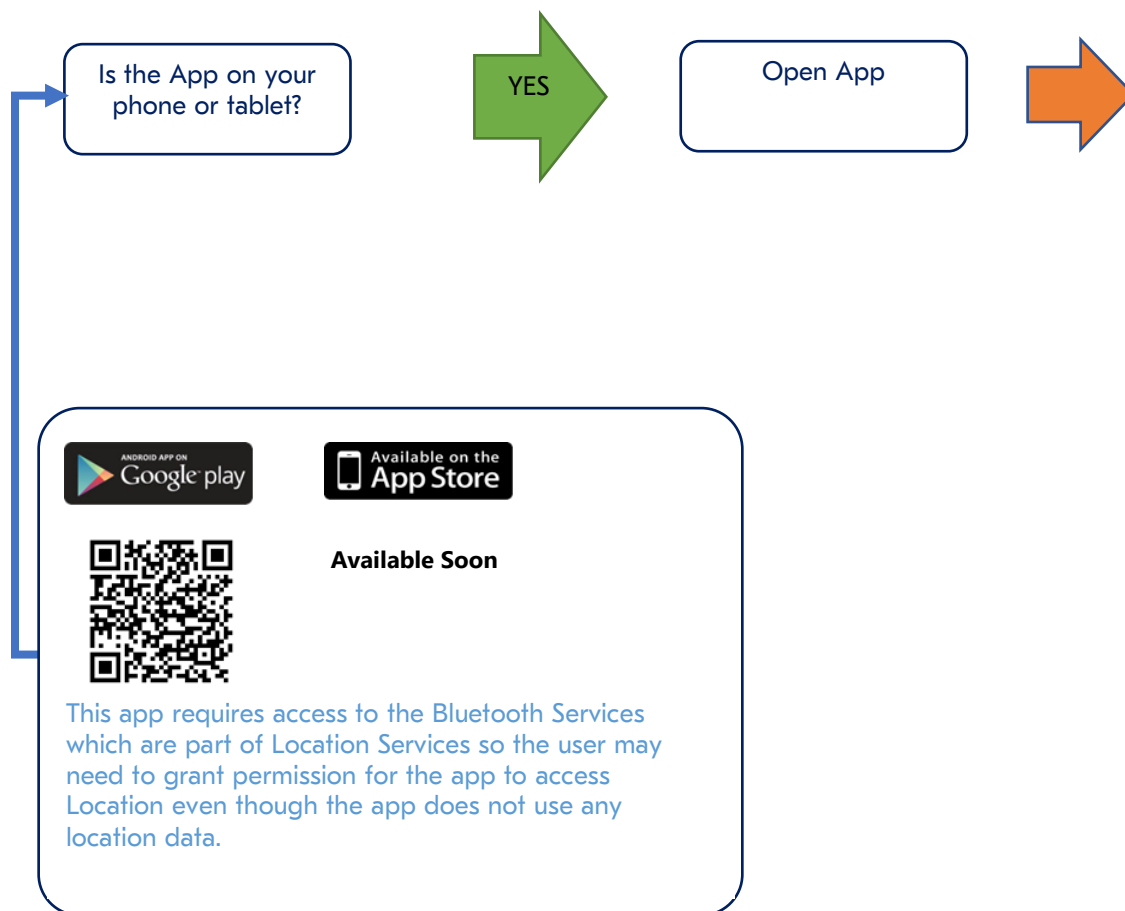 Is the App on your
phone or tablet?
YES
Open App
ANDROID APP ON
Google play
Available on the
App Store
Available Soon
This app requires access to the Bluetooth Services
which are part of Location Services so the user may
need to grant permission for the app to access
Location even though the app does not use any
location data.